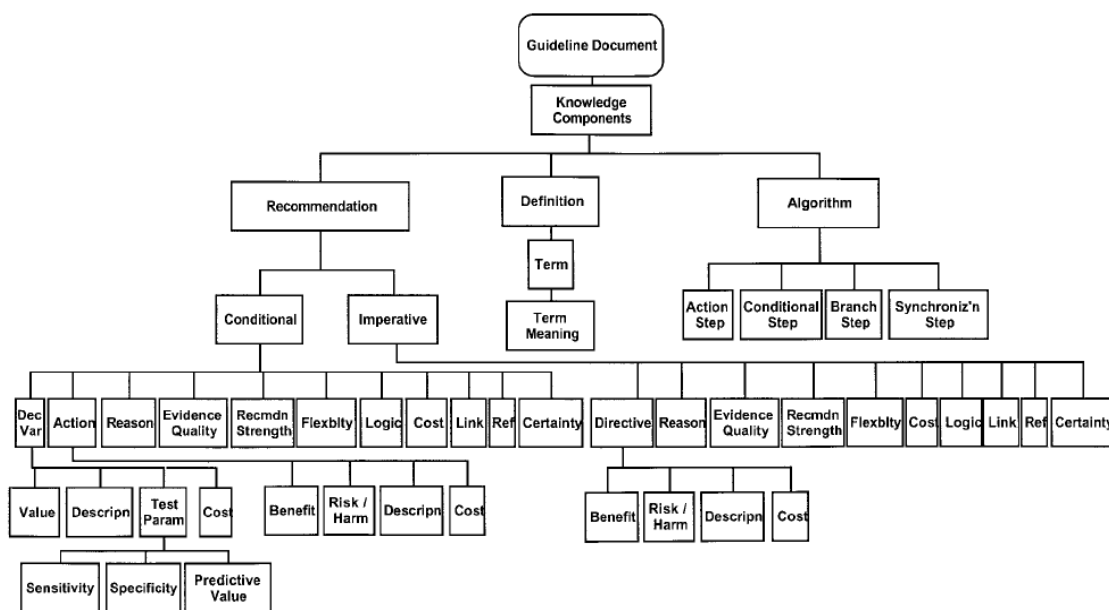 Guideline Document
Knowledge
Components
Recommendation
Definition
Algorithm
Term
Action
Step
Conditional
Step
Branch
Step
Synchroniz'n
Step
Conditional
Imperative
Term
Meaning
Dec
Var
Action
Reason
Evidence
Quality
Recmdn
Strength
Flexblty
Logic
Cost
Link
Ref
Certainty
Directive
Reason
Evidence
Quality
Recmdn
Strength
Flexblty
Cost
Logic
Link
Ref
Certainty
Value
Descripn
Test
Param
Cost
Benefit
Risk /
Harm
Descripn
Cost
Benefit
Risk /
Harm
Descripn
Cost
Sensitivity
Specificity
Predictive
Value